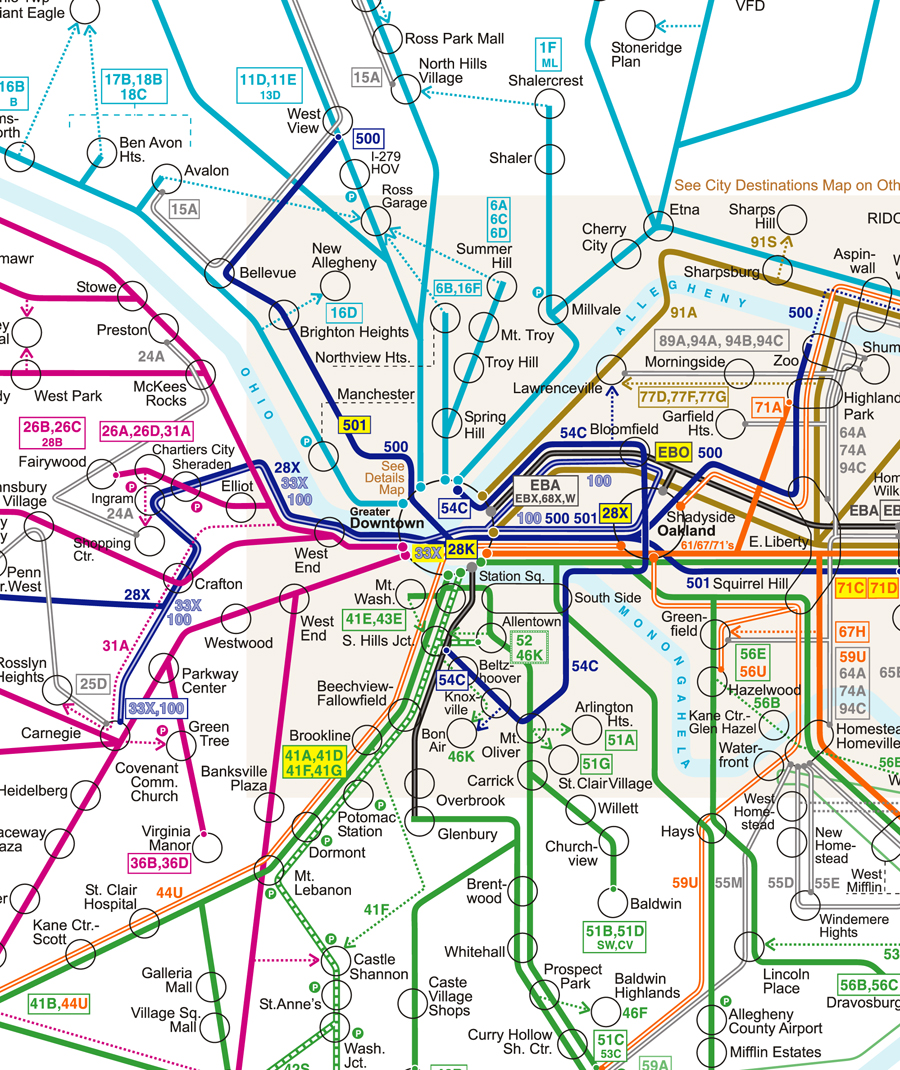 iant Eagle
16B
B
17B,18B
18C
11D,11E
13D
Ross Park Mall
15A
North Hills
Village
1F
ML
Shalercrest
VFD
Stoneridge
Plan
West
View
500
I-279
HOV
Ben Avon
Hts.
Avalon
15A
Ross
Garage
Shaler
See City Destinations Map on Oth
6A
6C
6D
Etna
Sharps
Hill
RIDC
91S
Cherry
City
Sharpsburg
Aspin-
wall
Summer
Hill
New
Allegheny
Bellevue
6B,16F
16D
Brighton Heights
Northview Hts.
Mt. Troy
Troy Hill
Millvale
ALLEGHENY
91A
500
mawr
Stowe
Preston
24A
McKees
Rocks
West Park
OHIO
89A,94A, 94B,94C
Morningside
Zoo
Shum
Lawrenceville
77D,77F,77G
Garfield
Hts.
71A
Highland
Park
64A
74A
94C
Manchester
501
500
Spring
Hill
See
Details
Map
54C
Bloomfield
EBO
500
26B,26C
28B
26A,26D,31A
Chartiers City
Sheraden
Fairywood
28X
33X
100
Ingram
24A
Elliot
Shopping
Ctr.
Village
Greater
Downtown
54C
EBA
EBX,68X,W
100
100
500 501
28X
Shadyside
Oakland
61/67/71's
E.Liberty
EBA
West
End
33X
28K
Penn
r.West
28X
Crafton
33X
100
Mt.
Wash.
Station Sq.
South Side
501
Squirrel Hill
71C
71D
41E,43E
S. Hills Jct.
Allentown
52
46K
MONONGAHELA
Green-
field
67H
59U
64A
74A
94C
56E
56U
West
End
Westwood
31A
Rosslyn
Heights
25D
Parkway
Center
33X,100
Carnegie
Green
Tree
Covenant
Comm.
Church
Beechview-
Fallowfield
54C
Beltz-
hoover
Knox-
ville
54C
Bon
Air
46K
Mt.
Oliver
Arlington
Hts.
51A
51G
St.ClairVillage
Hazelwood
56B
Kane Ctr.-
Glen Hazel
Water-
front
Homestea
Homeville
Brookline
41A,41D
41F,41G
Banksville
Plaza
Carrick
Overbrook
Willett
Glenbury
Church-
view
Hays
West
Home-
stead
New
Home-
stead
West
Mifflin
Heidelberg
Potomac
Station
Dormont
Virginia
Manor
36B,36D
Mt.
Lebanon
44U
St. Clair
Hospital
Kane Ctr.-
Scott
41F
Brent-
wood
Baldwin
51B,51D
SW,CV
59U
55M
55D
55E
Windemere
Hights
Whitehall
Castle
Shannon
Galleria
Mall
Prospect
Park
Baldwin
Highlands
46F
Lincoln
Place
53
56B,56C
Dravosburg
41B,44U
Village Sq.
Mall
St.Anne's
Caste
Village
Shops
Allegheny
County Airport
Curry Hollow
Sh. Ctr.
51C
53C
Mifflin Estates
Wash.
Jct.
42S
59A